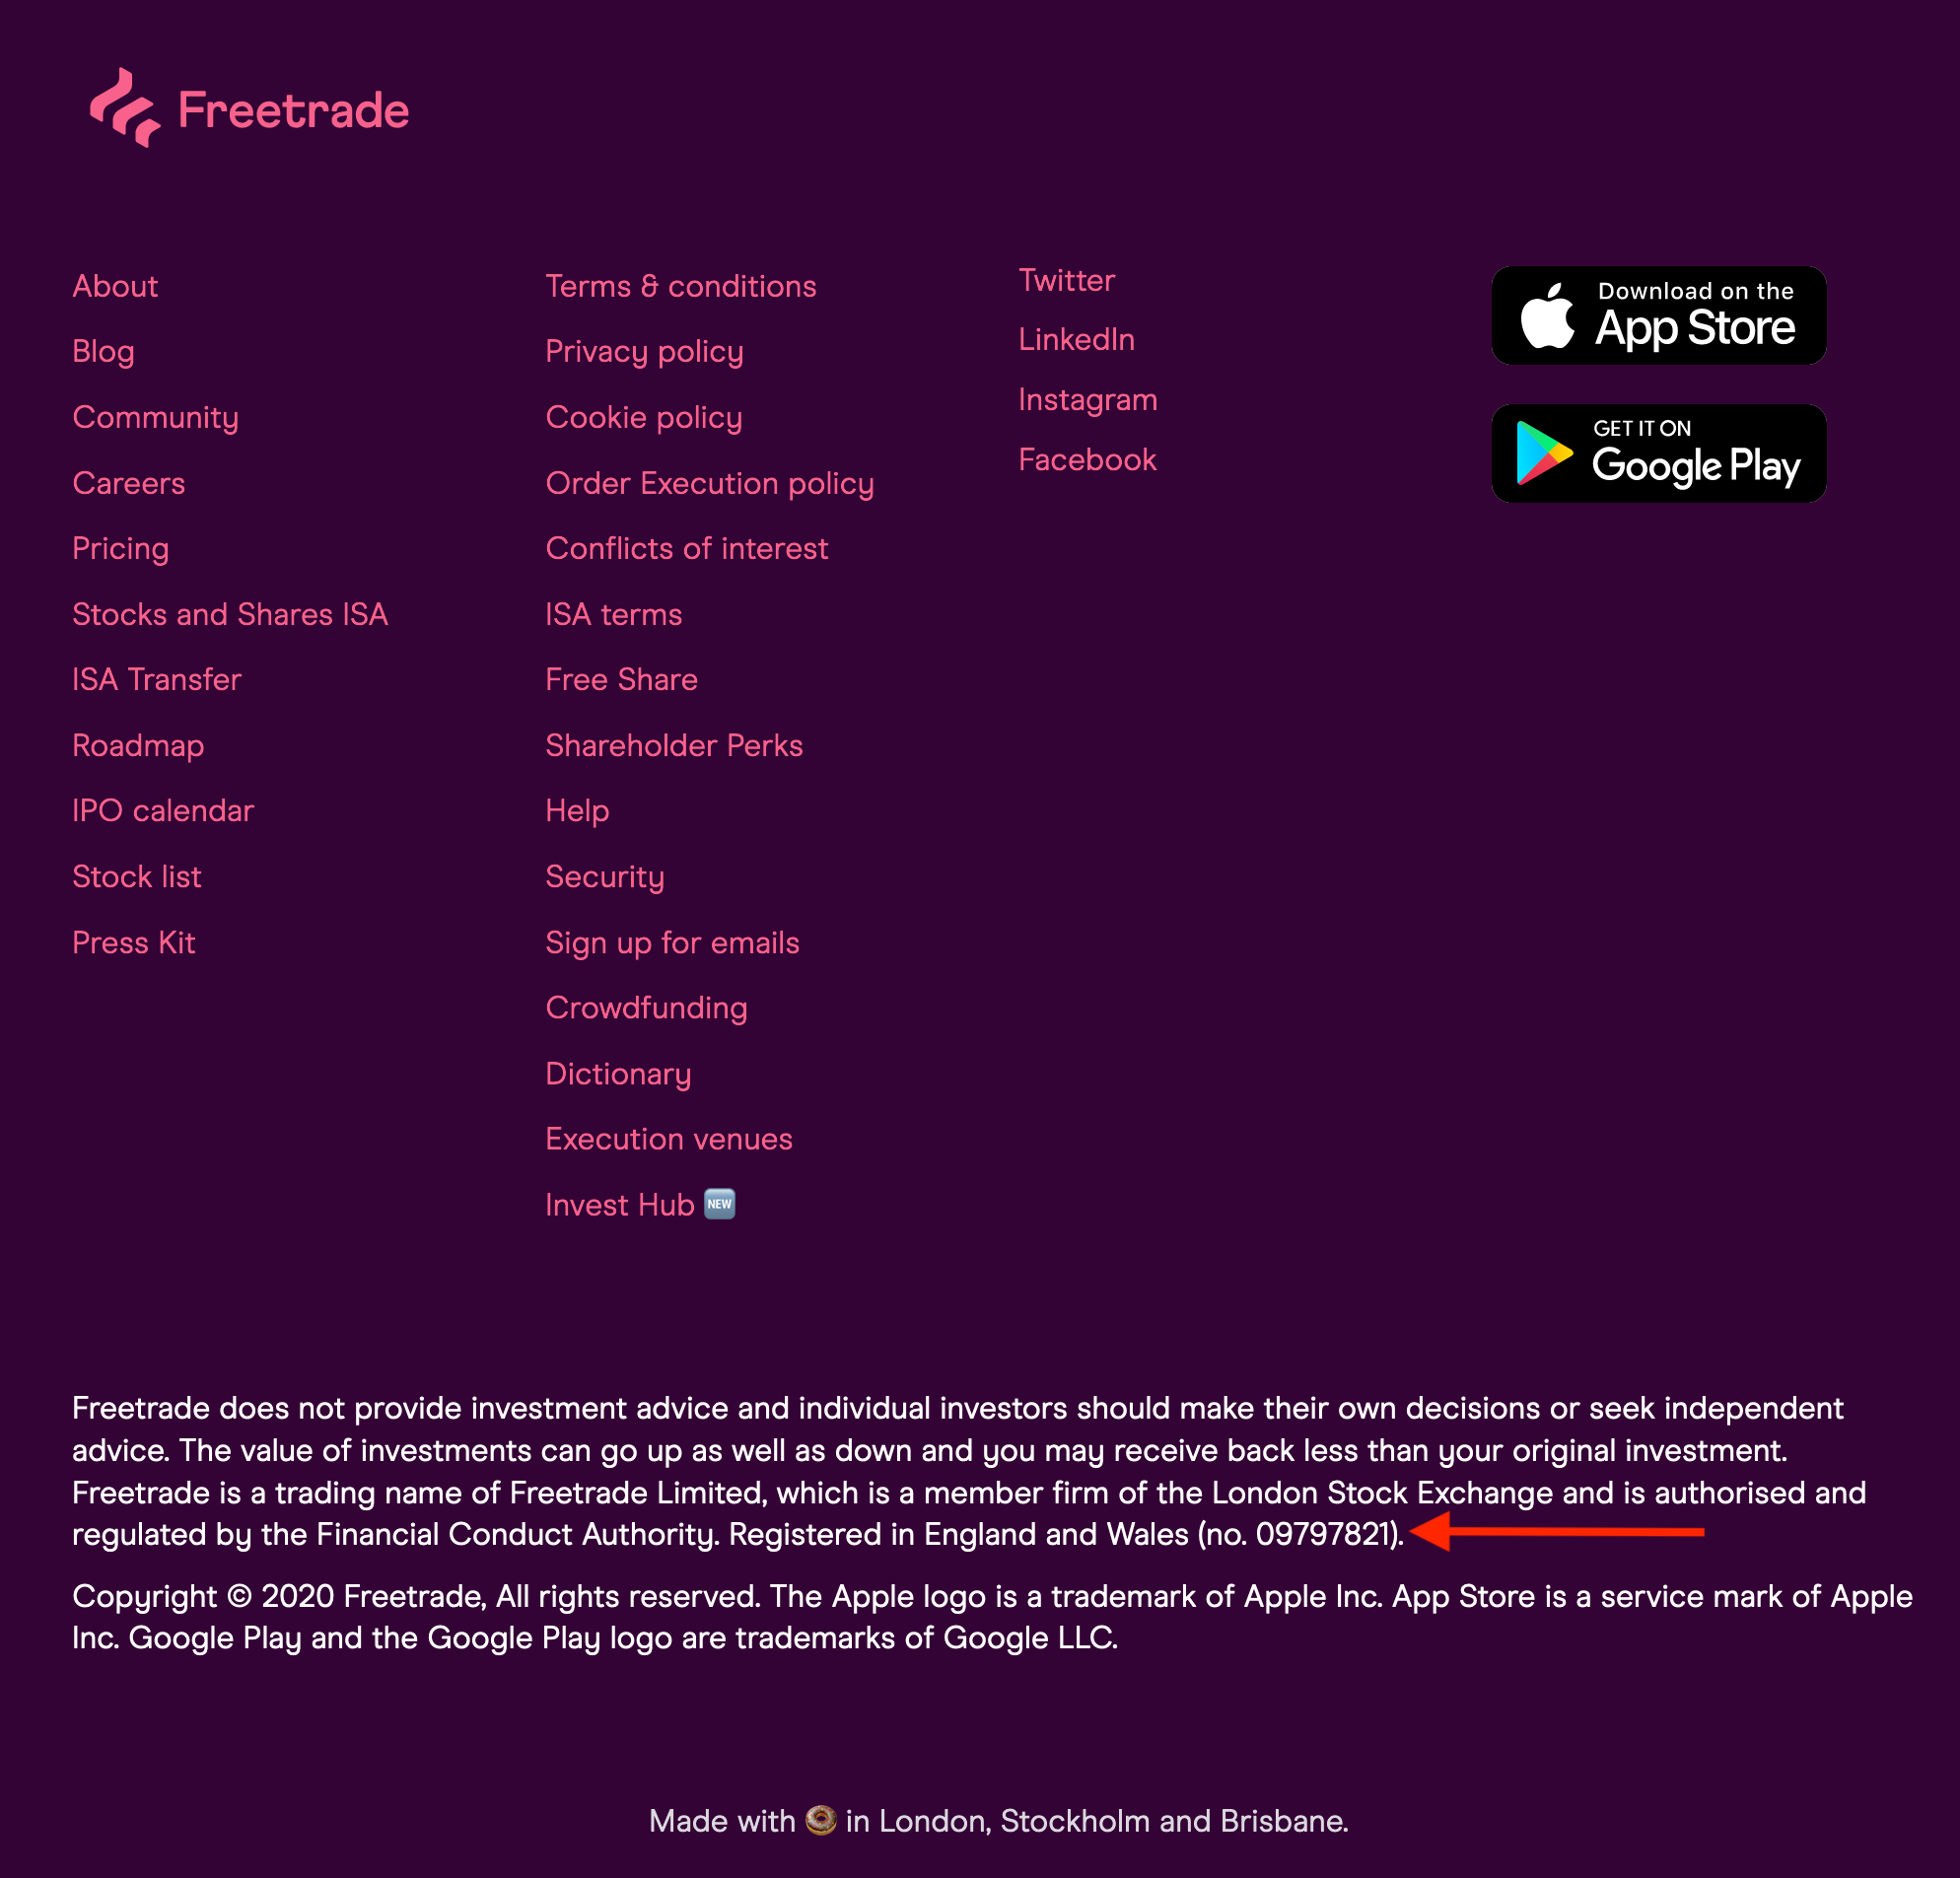 Freetrade
About
Blog
Community
Careers
Pricing
Stocks and Shares ISA
ISA Transfer
Roadmap
IPO calendar
Stock list
Press Kit
Terms & conditions
Privacy policy
Cookie policy
Order Execution policy
Conflicts of interest
ISA terms
Free Share
Shareholder Perks
Help
Security
Sign up for emails
Crowdfunding
Dictionary
Execution venues
Invest Hub NEW
Twitter
LinkedIn
Instagram
Facebook
Download on the
App Store
GET IT ON
Google Play
Freetrade does not provide investment advice and individual investors should make their own decisions or seek independent
advice. The value of investments can go up as well as down and you may receive back less than your original investment.
Freetrade is a trading name of Freetrade Limited, which is a member firm of the London Stock Exchange and is authorised and
regulated by the Financial Conduct Authority. Registered in England and Wales (no. 09797821).
Copyright © 2020 Freetrade, All rights reserved. The Apple logo is a trademark of Apple Inc. App Store is a service mark of Apple
Inc. Google Play and the Google Play logo are trademarks of Google LLC.
Made with 🍩 in London, Stockholm and Brisbane.